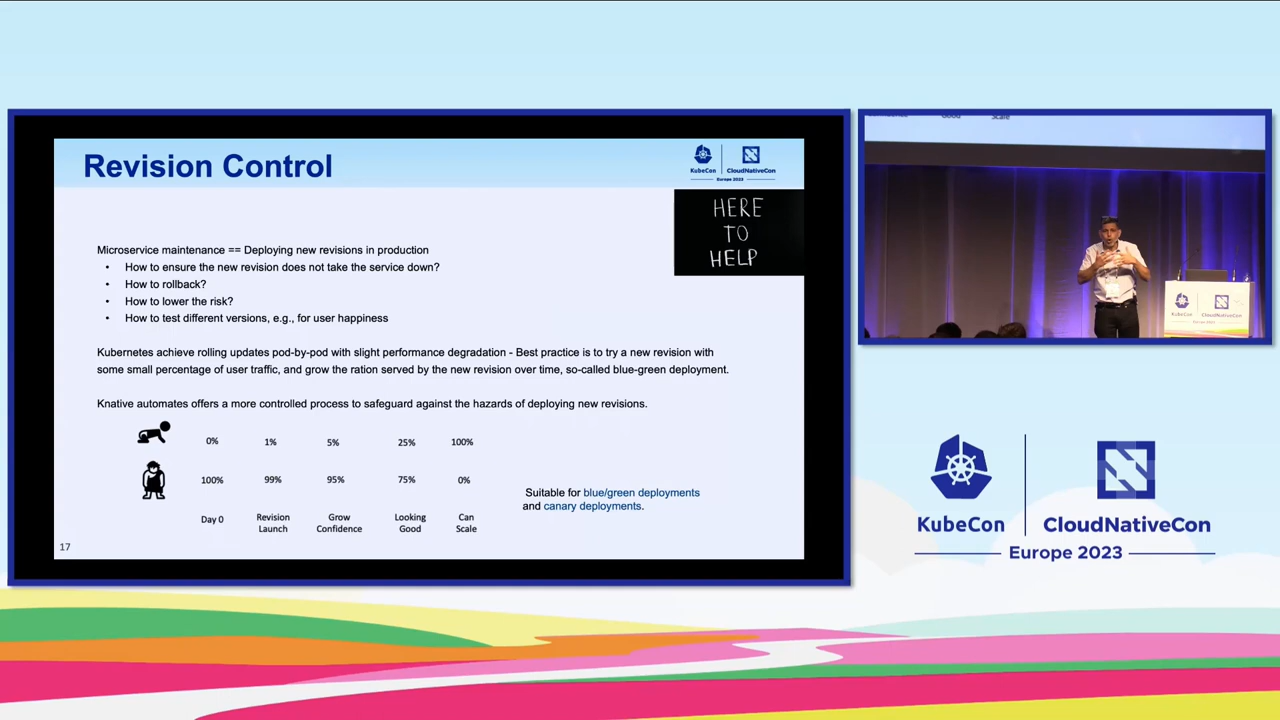 Revision Control
KubeCon
CloudNativeCon
Europe 2023
HERE
TO
HELP
Microservice maintenance == Deploying new revisions in production
• How to ensure the new revision does not take the service down?
• How to rollback?
• How to lower the risk?
• How to test different versions, e.g., for user happiness
Kubernetes achieve rolling updates pod-by-pod with slight performance degradation - Best practice is to try a new revision with
some small percentage of user traffic, and grow the ration served by the new revision over time, so-called blue-green deployment.
Knative automates offers a more controlled process to safeguard against the hazards of deploying new revisions.
0% 1% 5% 25% 100%
100% 99% 95% 75% 0%
Day 0 Revision Grow Looking Can
Launch Confidence Good Scale
Suitable for blue/green deployments
and canary deployments.
17
Good Scale
KubeCon
CloudNativeCon
Europe 2023
KubeCon CloudNativeCon
Europe 2023